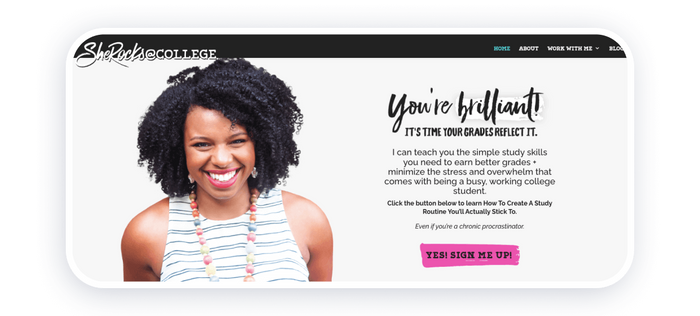 SheRocks@COLLEGE
HOME ABOUT WORK WITH ME BLOG
You're brilliant!
IT'S TIME YOUR GRADES REFLECT IT.
I can teach you the simple study skills
you need to earn better grades +
minimize the stress and overwhelm that
comes with being a busy, working college
student.
Click the button below to learn How To Create A Study
Routine You'll Actually Stick To.
Even if you're a chronic procrastinator.
YES! SIGN ME UP!